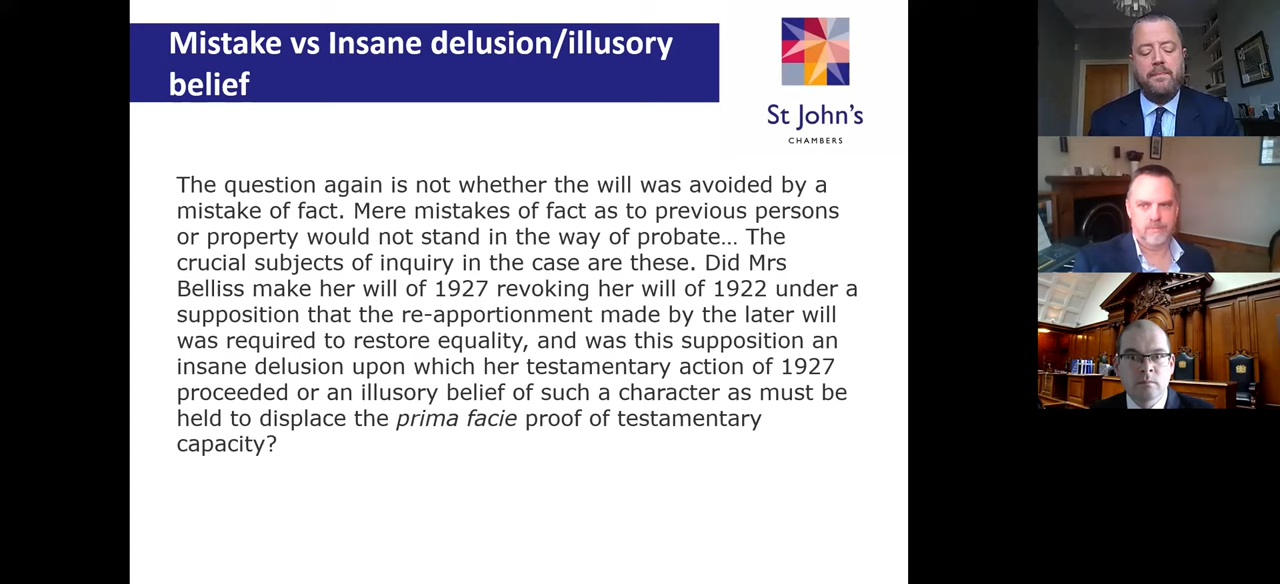 Mistake vs Insane delusion/illusory
belief
St John's
CHAMBERS
The question again is not whether the will was avoided by a
mistake of fact. Mere mistakes of fact as to previous persons
or property would not stand in the way of probate… The
crucial subjects of inquiry in the case are these. Did Mrs
Belliss make her will of 1927 revoking her will of 1922 under a
supposition that the re-apportionment made by the later will
was required to restore equality, and was this supposition an
insane delusion upon which her testamentary action of 1927
proceeded or an illusory belief of such a character as must be
held to displace the prima facie proof of testamentary
capacity?